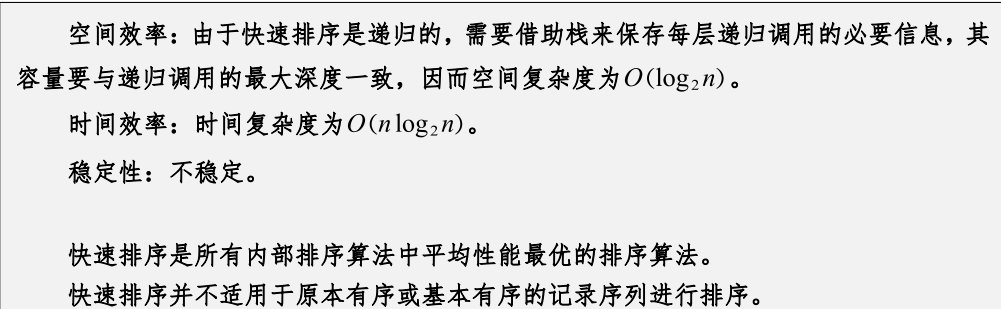 空间效率：由于快速排序是递归的，需要借助栈来保存每层递归调用的必要信息，其
容量要与递归调用的最大深度一致，因而空间复杂度为O(log₂n)。
时间效率：时间复杂度为O(nlog₂n)。
稳定性：不稳定。
快速排序是所有内部排序算法中平均性能最优的排序算法。
快速排序并不适用于原本有序或基本有序的记录序列进行排序。